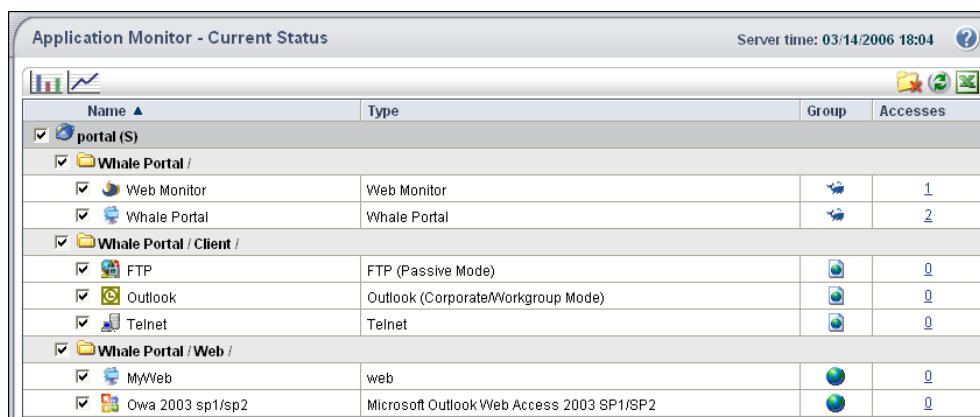 Application Monitor - Current Status
Server time: 03/14/2006 18:04
Name Type Group Accesses
portal (S)
Whale Portal /
Web Monitor Web Monitor 1
Whale Portal Whale Portal 2
Whale Portal / Client /
FTP FTP (Passive Mode) 0
Outlook Outlook (Corporate/Workgroup Mode) 0
Telnet Telnet 0
Whale Portal / Web /
MyWeb web 0
Owa 2003 sp1/sp2 Microsoft Outlook Web Access 2003 SP1/SP2 0